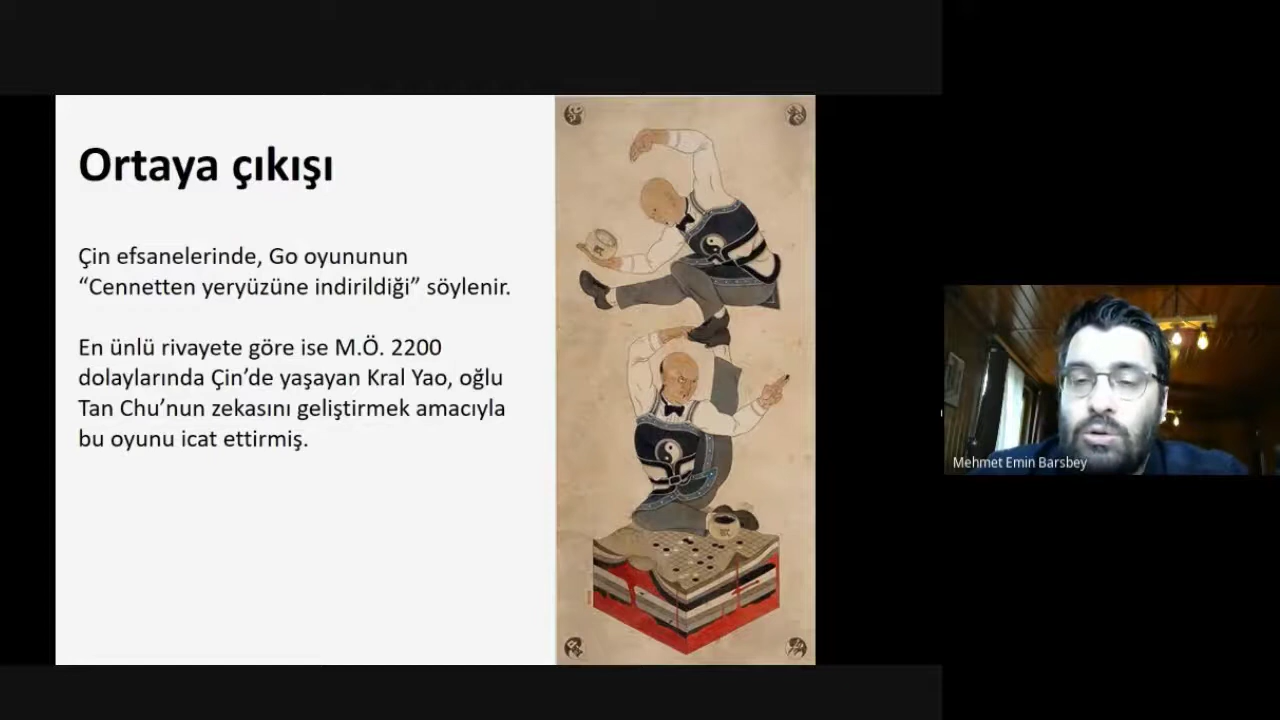 Ortaya çıkışı
Çin efsanelerinde, Go oyununun
“Cennetten yeryüzüne indirildiği” söylenir.
En ünlü rivayete göre ise M.Ö. 2200
dolaylarında Çin’de yaşayan Kral Yao, oğlu
Tan Chu’nun zekasını geliştirmek amacıyla
bu oyunu icat ettirmiş.
Mehmet Emin Barsbey